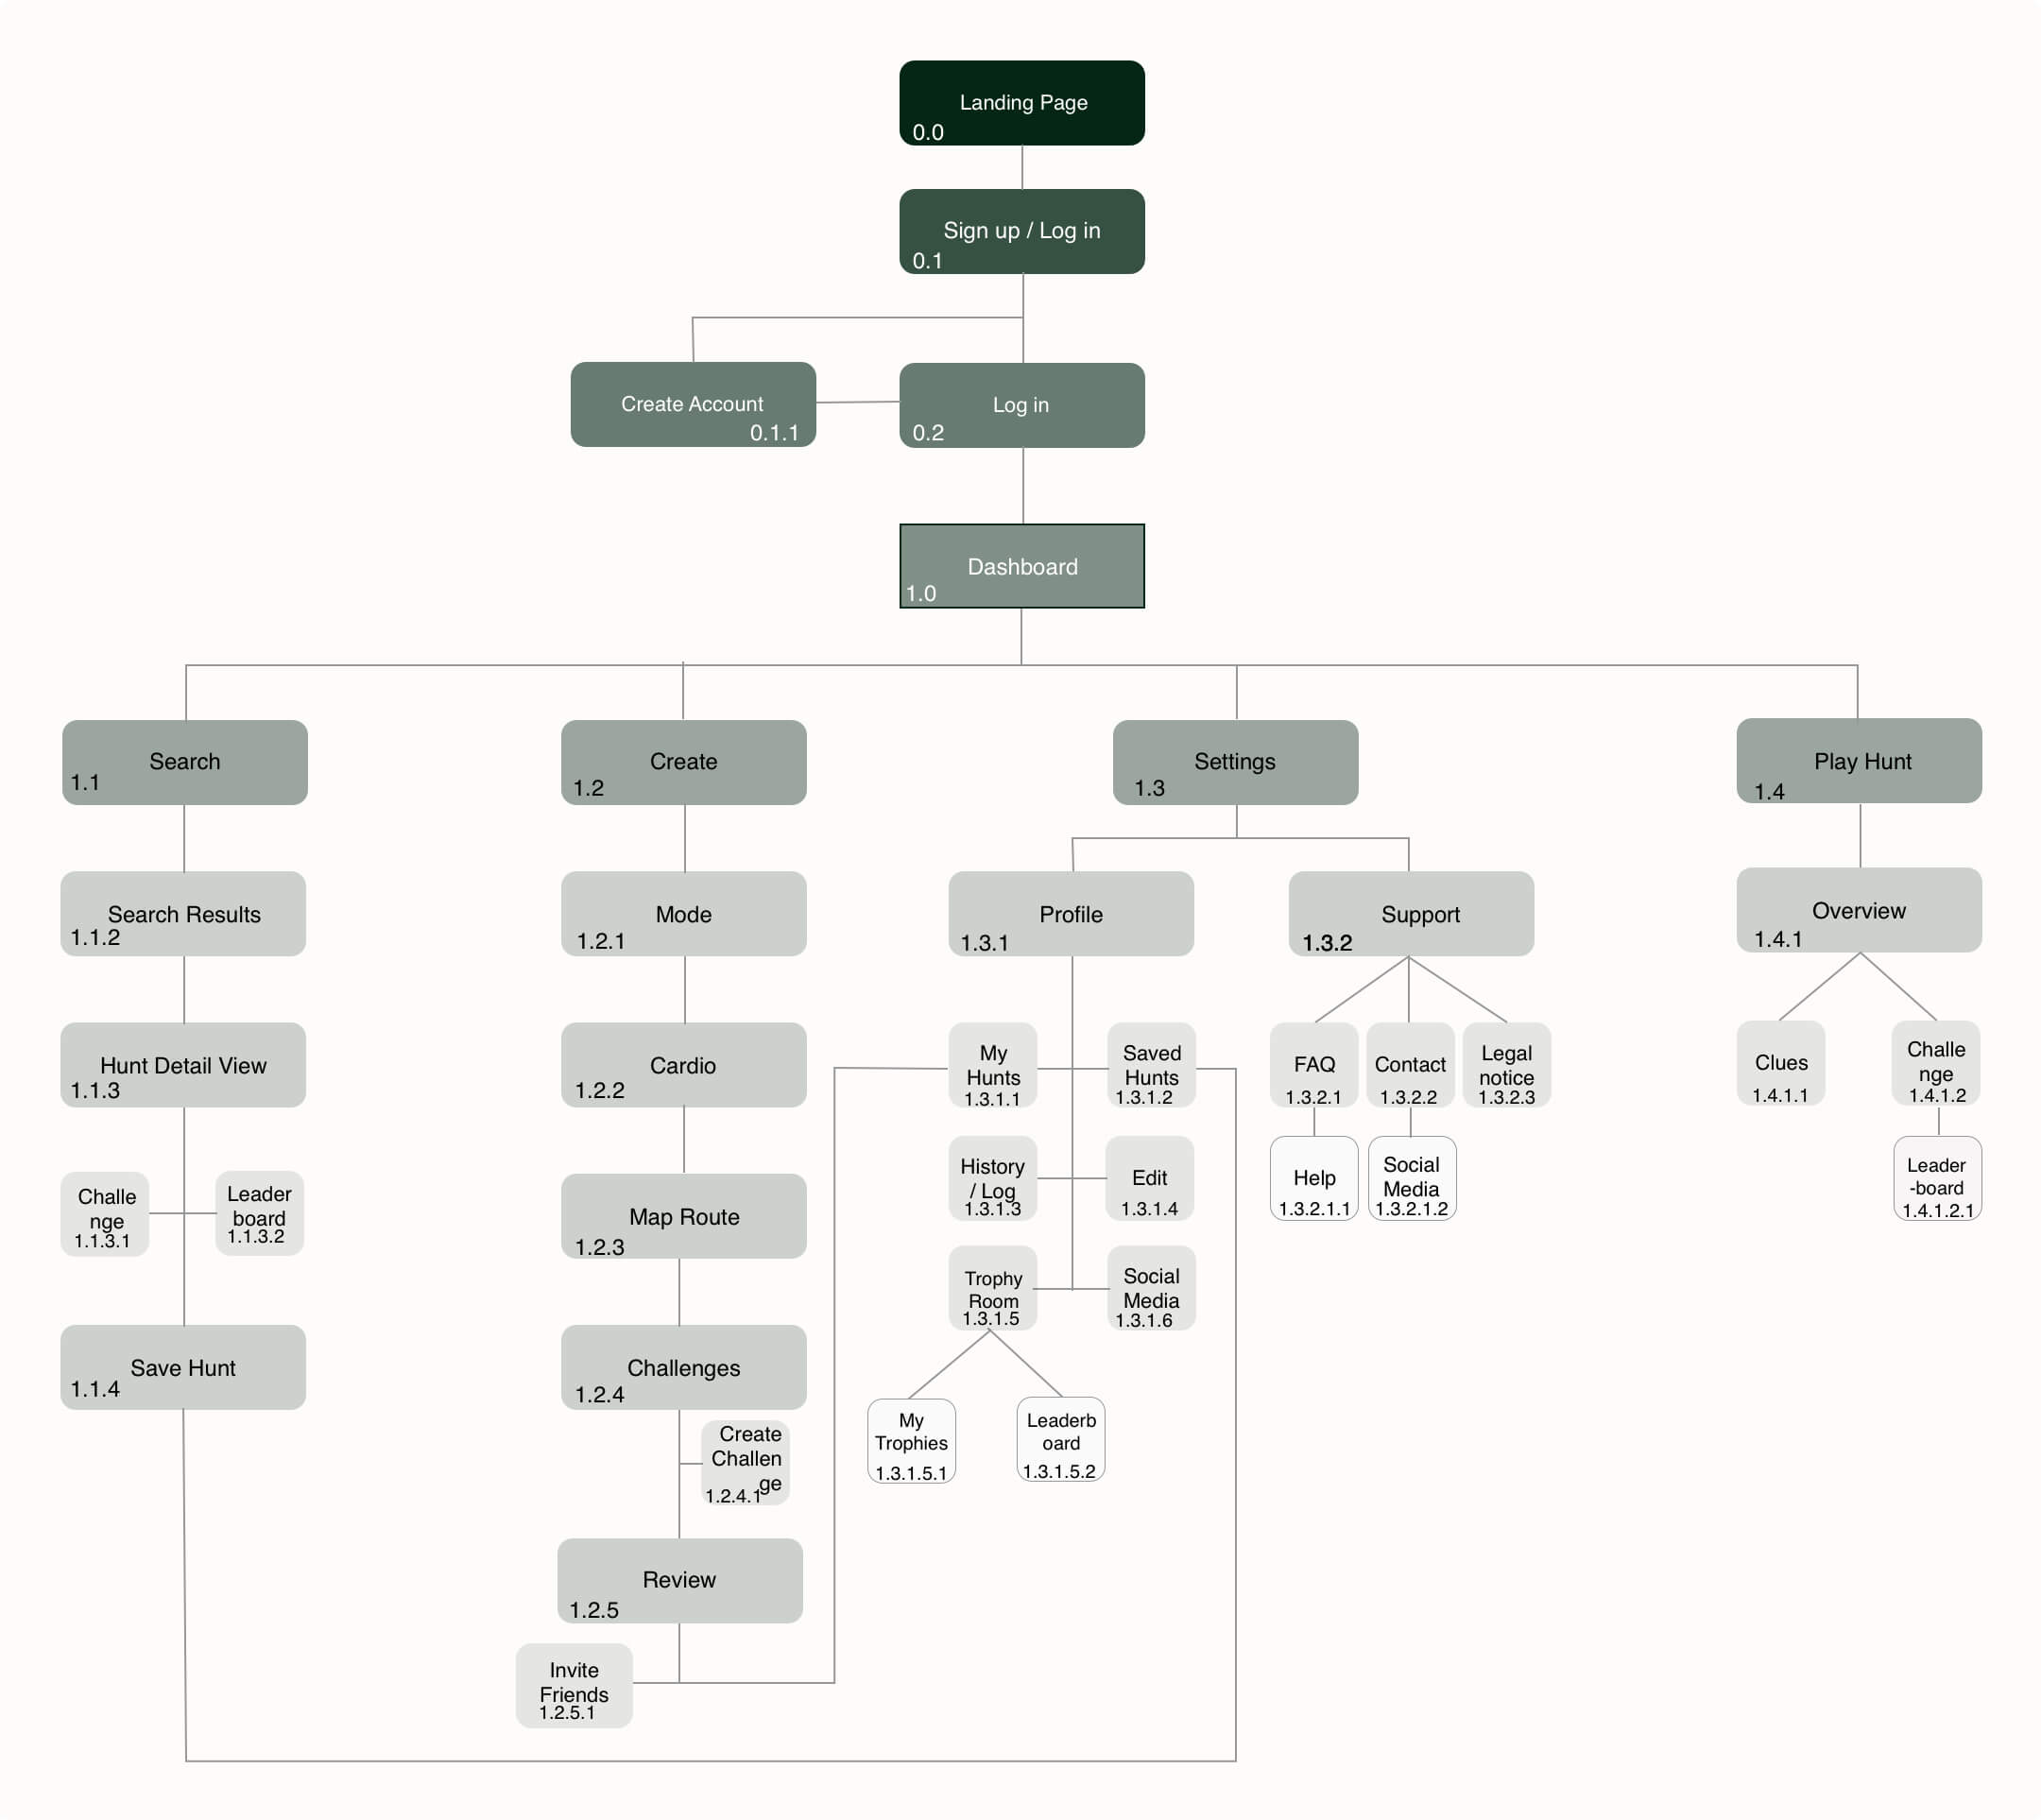 Landing Page
0.0
Sign up / Log in
0.1
Create Account
0.1.1
Log in
0.2
Dashboard
1.0
Search
1.1
Create
1.2
Settings
1.3
Play Hunt
1.4
Search Results
1.1.2
Mode
1.2.1
Profile
1.3.1
Support
1.3.2
Overview
1.4.1
Hunt Detail View
1.1.3
Cardio
1.2.2
My
Hunts
1.3.1.1
Saved
Hunts
1.3.1.2
FAQ
1.3.2.1
Contact
1.3.2.2
Legal
notice
1.3.2.3
Clues
1.4.1.1
Challe
nge
1.4.1.2
Challe
nge
1.1.3.1
Leader
board
1.1.3.2
Map Route
1.2.3
History
/ Log
1.3.1.3
Edit
1.3.1.4
Help
1.3.2.1.1
Social
Media
1.3.2.1.2
Leader
-board
1.4.1.2.1
Trophy
Room
1.3.1.5
Social
Media
1.3.1.6
Save Hunt
1.1.4
Challenges
1.2.4
My
Trophies
1.3.1.5.1
Leaderb
oard
1.3.1.5.2
Create
Challen
ge
1.2.4.1
Review
1.2.5
Invite
Friends
1.2.5.1